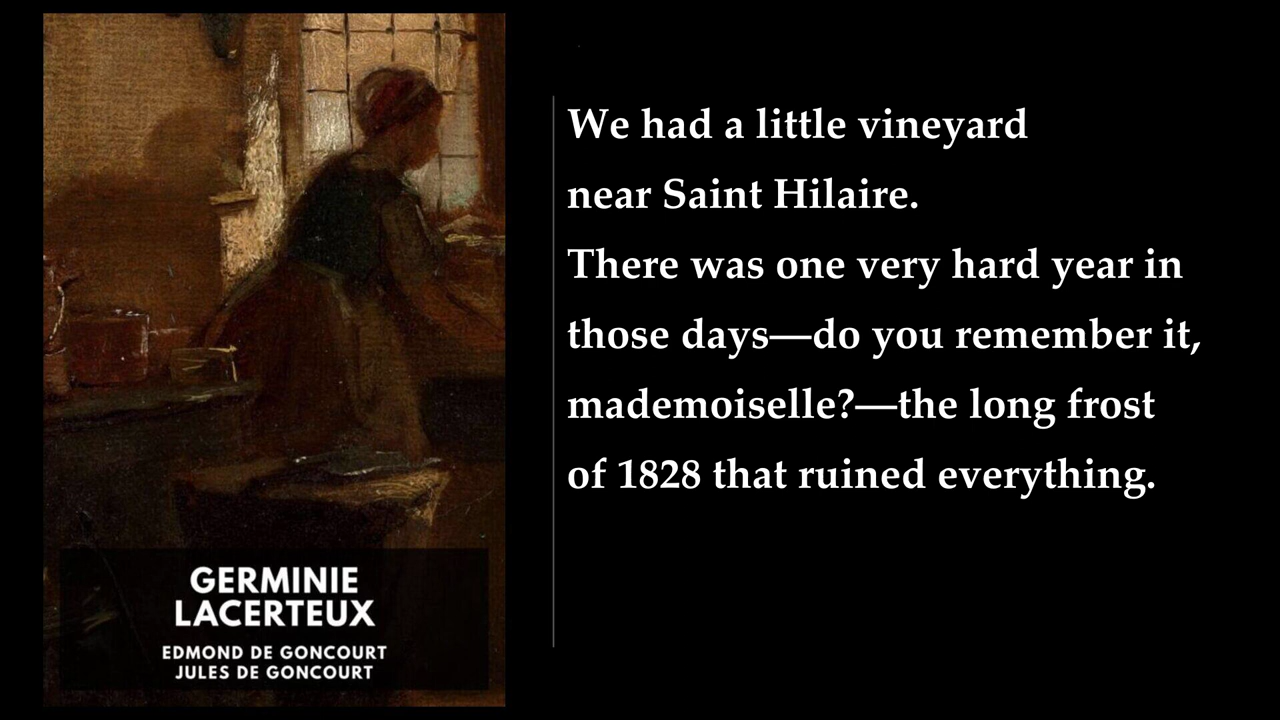 We had a little vineyard
near Saint Hilaire.
There was one very hard year in
those days—do you remember it,
mademoiselle?—the long frost
of 1828 that ruined everything.
GERMINIE
LACERTEUX
EDMOND DE GONCOURT
JULES DE GONCOURT